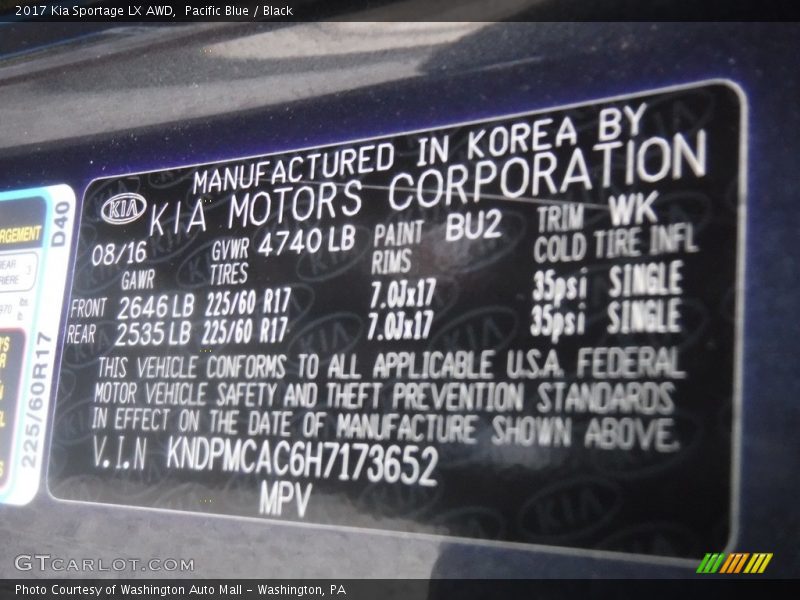 2017 Kia Sportage LX AWD, Pacific Blue / Black
MANUFACTURED IN KOREA BY
KIA KIA MOTORS CORPORATION
08/16 GVWR 4740 LB PAINT BU2 TRIM WK
GAWR TIRES RIMS COLD TIRE INFL
FRONT 2646 LB 225/60 R17 7.0Jx17 35psi SINGLE
REAR 2535 LB 225/60 R17 7.0Jx17 35psi SINGLE
THIS VEHICLE CONFORMS TO ALL APPLICABLE U.S.A. FEDERAL
MOTOR VEHICLE SAFETY AND THEFT PREVENTION STANDARDS
IN EFFECT ON THE DATE OF MANUFACTURE SHOWN ABOVE.
V.I.N KNDPMCAC6H7173652
MPV
D40
225/60R17
GTCARLOT.COM
Photo Courtesy of Washington Auto Mall - Washington, PA